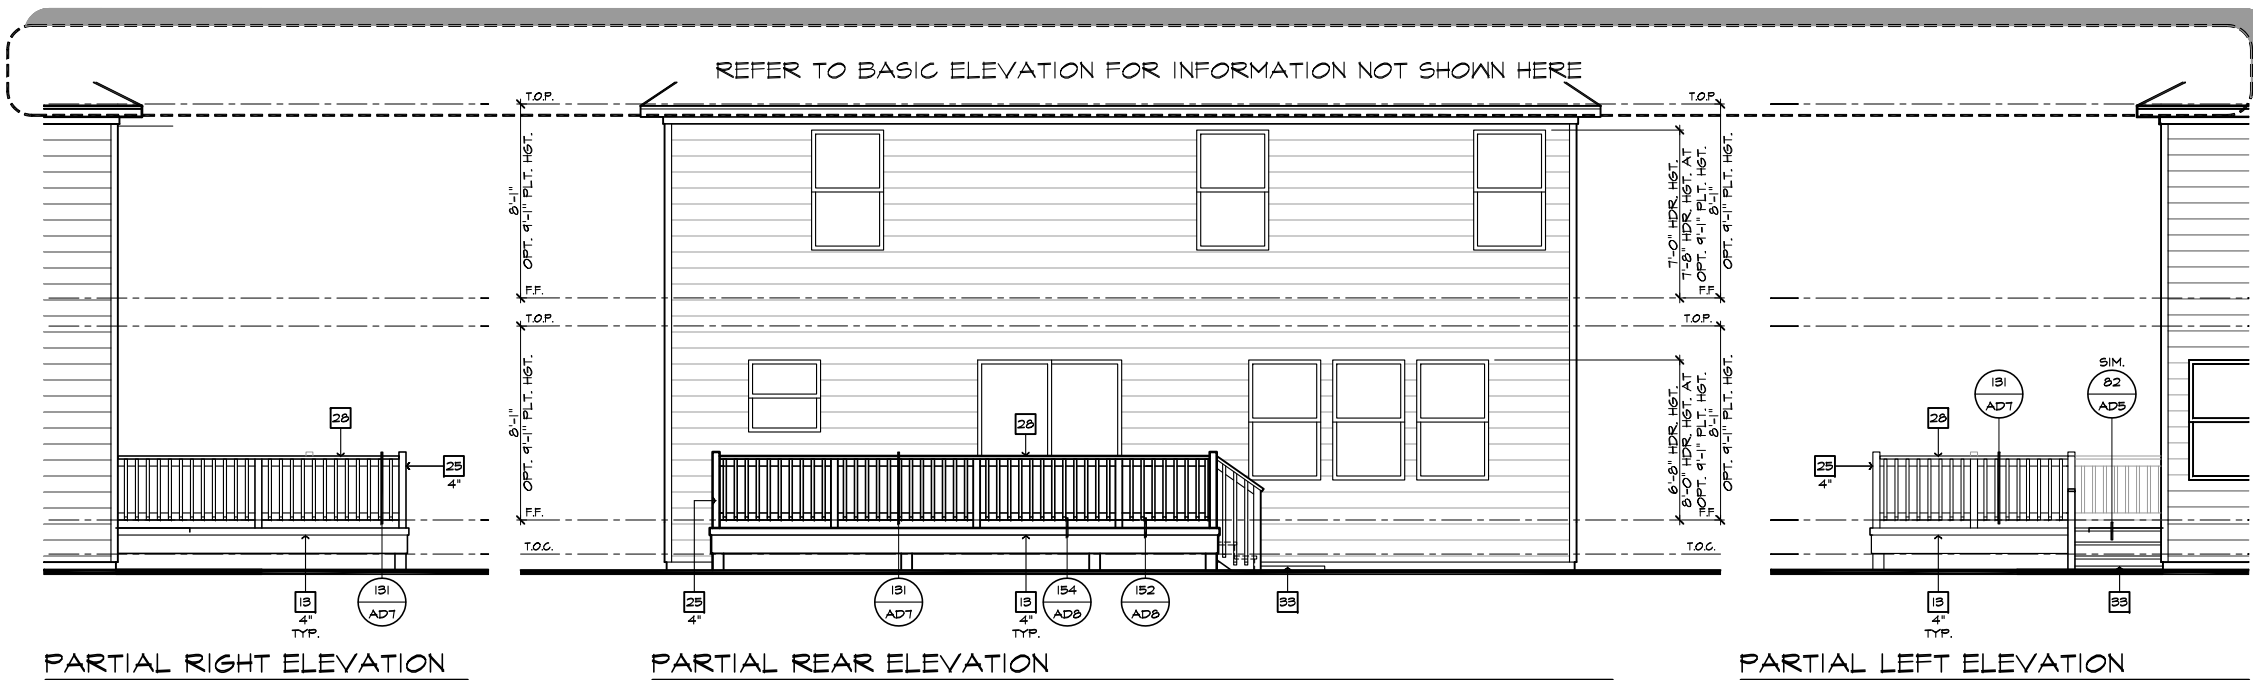 REFER TO BASIC ELEVATION FOR INFORMATION NOT SHOWN HERE
T.O.P.
8'-1"
OPT. 9'-1" PLT. HGT.
F.F.
T.O.P.
8'-1"
OPT. 9'-1" PLT. HGT.
F.F.
T.O.C.
28
25
4"
13
4"
TYP.
131
AD7
PARTIAL RIGHT ELEVATION
28
25
4"
131
AD7
13
4"
TYP.
154
AD8
152
AD8
33
PARTIAL REAR ELEVATION
T.O.P.
7'-0" HDR. HGT.
7'-8" HDR. HGT. AT
OPT. 9'-1" PLT. HGT.
8'-1"
OPT. 9'-1" PLT. HGT.
F.F.
T.O.P.
6'-8" HDR. HGT.
8'-0" HDR. HGT. AT
OPT. 9'-1" PLT. HGT.
8'-1"
OPT. 9'-1" PLT. HGT.
F.F.
T.O.C.
SIM.
131
AD7
82
AD5
28
25
4"
13
4"
TYP.
33
PARTIAL LEFT ELEVATION